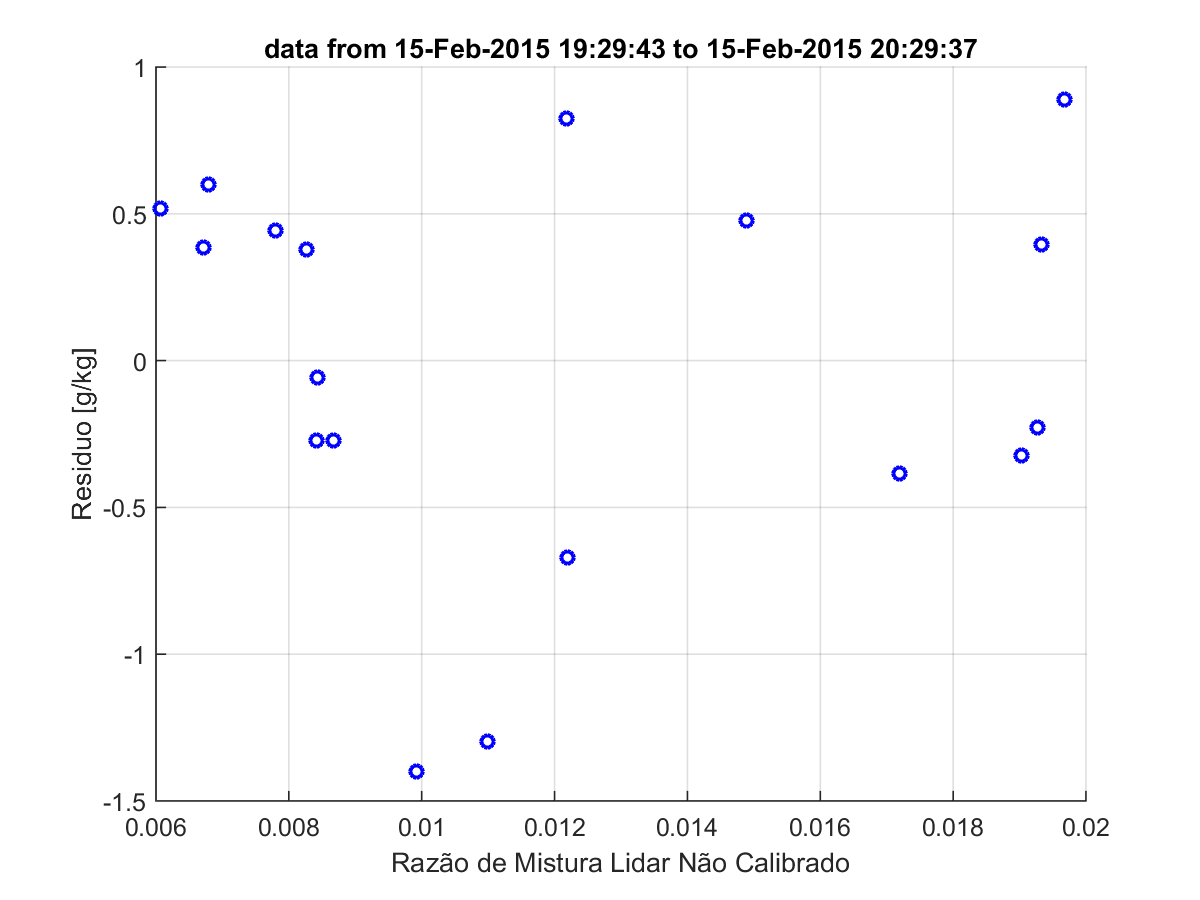 data from 15-Feb-2015 19:29:43 to 15-Feb-2015 20:29:37
1
0.5
0
-0.5
-1
-1.5
Residuo [g/kg]
0.006 0.008 0.01 0.012 0.014 0.016 0.018 0.02
Razão de Mistura Lidar Não Calibrado